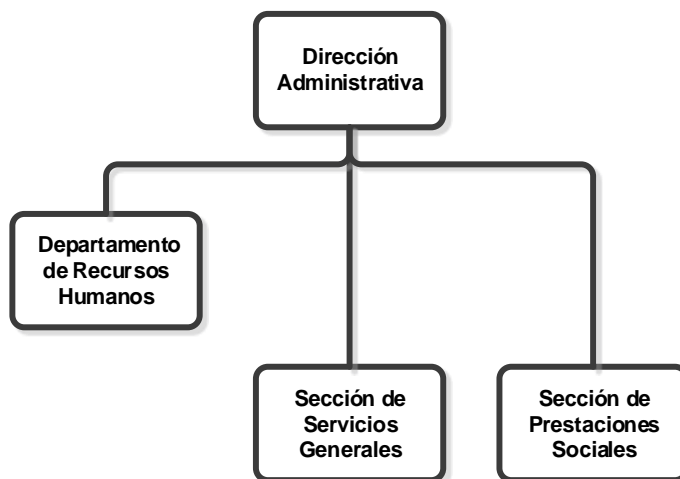 Dirección
Administrativa
Departamento
de Recursos
Humanos
Sección de
Servicios
Generales
Sección de
Prestaciones
Sociales